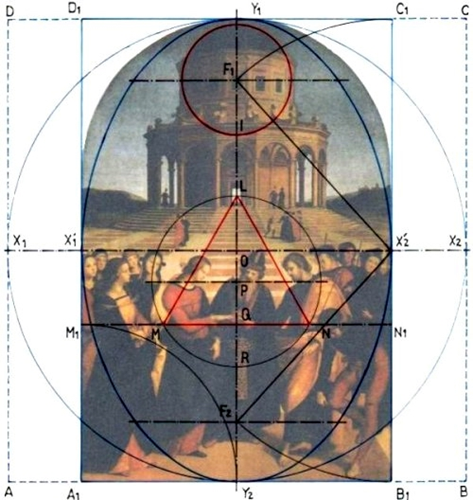 D D₁ Y₁ C₁ C
F₁
I
L
X₁ X'₁ X'₂ X₂
O
P
M₁ M Q N N₁
R
F₂
A A₁ Y₂ B₁ B